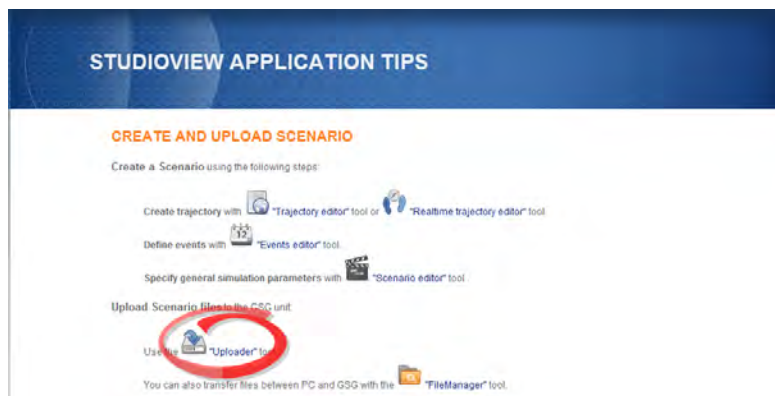 STUDIOVIEW APPLICATION TIPS
CREATE AND UPLOAD SCENARIO
Create a Scenario using the following steps:
Create trajectory with "Trajectory editor" tool or "Realtime trajectory editor" tool.
12
Define events with "Events editor" tool.
Specify general simulation parameters with "Scenario editor" tool.
Upload Scenario files to the GSG unit:
Use the "Uploader" tool.
You can also transfer files between PC and GSG with the "FileManager" tool.